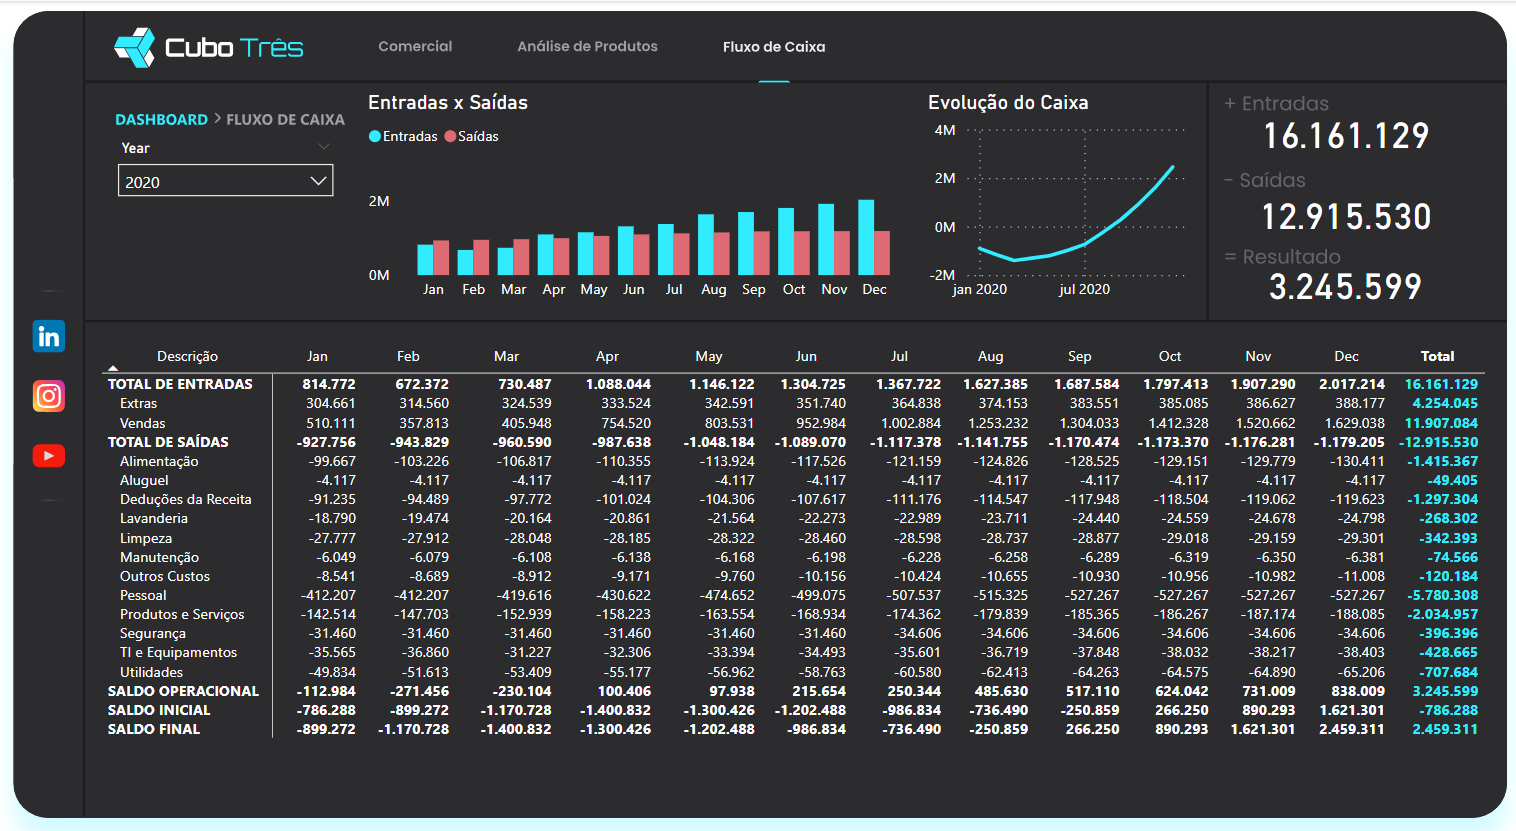 Cubo Três
Comercial Análise de Produtos Fluxo de Caixa
DASHBOARD > FLUXO DE CAIXA
Year
2020
Entradas x Saídas
Entradas Saídas
2M
0M
Jan Feb Mar Apr May Jun Jul Aug Sep Oct Nov Dec
Evolução do Caixa
4M
2M
0M
-2M
jan 2020 jul 2020
+ Entradas
16.161.129
- Saídas
12.915.530
= Resultado
3.245.599
in
Descrição Jan Feb Mar Apr May Jun Jul Aug Sep Oct Nov Dec Total
TOTAL DE ENTRADAS 814.772 672.372 730.487 1.088.044 1.146.122 1.304.725 1.367.722 1.627.385 1.687.584 1.797.413 1.907.290 2.017.214 16.161.129
Extras 304.661 314.560 324.539 333.524 342.591 351.740 364.838 374.153 383.551 385.085 386.627 388.177 4.254.045
Vendas 510.111 357.813 405.948 754.520 803.531 952.984 1.002.884 1.253.232 1.304.033 1.412.328 1.520.662 1.629.038 11.907.084
TOTAL DE SAÍDAS -927.756 -943.829 -960.590 -987.638 -1.048.184 -1.089.070 -1.117.378 -1.141.755 -1.170.474 -1.173.370 -1.176.281 -1.179.205 -12.915.530
Alimentação -99.667 -103.226 -106.817 -110.355 -113.924 -117.526 -121.159 -124.826 -128.525 -129.151 -129.779 -130.411 -1.415.367
Aluguel -4.117 -4.117 -4.117 -4.117 -4.117 -4.117 -4.117 -4.117 -4.117 -4.117 -4.117 -4.117 -49.405
Deduções da Receita -91.235 -94.489 -97.772 -101.024 -104.306 -107.617 -111.176 -114.547 -117.948 -118.504 -119.062 -119.623 -1.297.304
Lavanderia -18.790 -19.474 -20.164 -20.861 -21.564 -22.273 -22.989 -23.711 -24.440 -24.559 -24.678 -24.798 -268.302
Limpeza -27.777 -27.912 -28.048 -28.185 -28.322 -28.460 -28.598 -28.737 -28.877 -29.018 -29.159 -29.301 -342.393
Manutenção -6.049 -6.079 -6.108 -6.138 -6.168 -6.198 -6.228 -6.258 -6.289 -6.319 -6.350 -6.381 -74.566
Outros Custos -8.541 -8.689 -8.912 -9.171 -9.760 -10.156 -10.424 -10.655 -10.930 -10.956 -10.982 -11.008 -120.184
Pessoal -412.207 -412.207 -419.616 -430.622 -474.652 -499.075 -507.537 -515.325 -527.267 -527.267 -527.267 -527.267 -5.780.308
Produtos e Serviços -142.514 -147.703 -152.939 -158.223 -163.554 -168.934 -174.362 -179.839 -185.365 -186.267 -187.174 -188.085 -2.034.957
Segurança -31.460 -31.460 -31.460 -31.460 -31.460 -31.460 -34.606 -34.606 -34.606 -34.606 -34.606 -34.606 -396.396
TI e Equipamentos -35.565 -36.860 -31.227 -32.306 -33.394 -34.493 -35.601 -36.719 -37.848 -38.032 -38.217 -38.403 -428.665
Utilidades -49.834 -51.613 -53.409 -55.177 -56.962 -58.763 -60.580 -62.413 -64.263 -64.575 -64.890 -65.206 -707.684
SALDO OPERACIONAL -112.984 -271.456 -230.104 100.406 97.938 215.654 250.344 485.630 517.110 624.042 731.009 838.009 3.245.599
SALDO INICIAL -786.288 -899.272 -1.170.728 -1.400.832 -1.300.426 -1.202.488 -986.834 -736.490 -250.859 266.250 890.293 1.621.301 -786.288
SALDO FINAL -899.272 -1.170.728 -1.400.832 -1.300.426 -1.202.488 -986.834 -736.490 -250.859 266.250 890.293 1.621.301 2.459.311 2.459.311